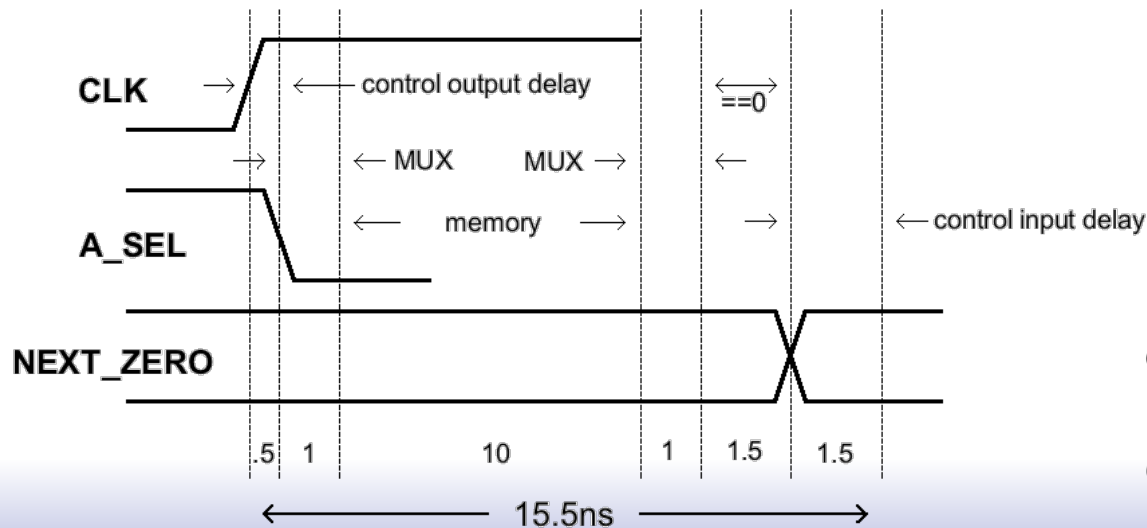 CLK
control output delay
==0
MUX
MUX
memory
control input delay
A_SEL
NEXT_ZERO
.5 1 10 1 1.5 1.5
15.5ns